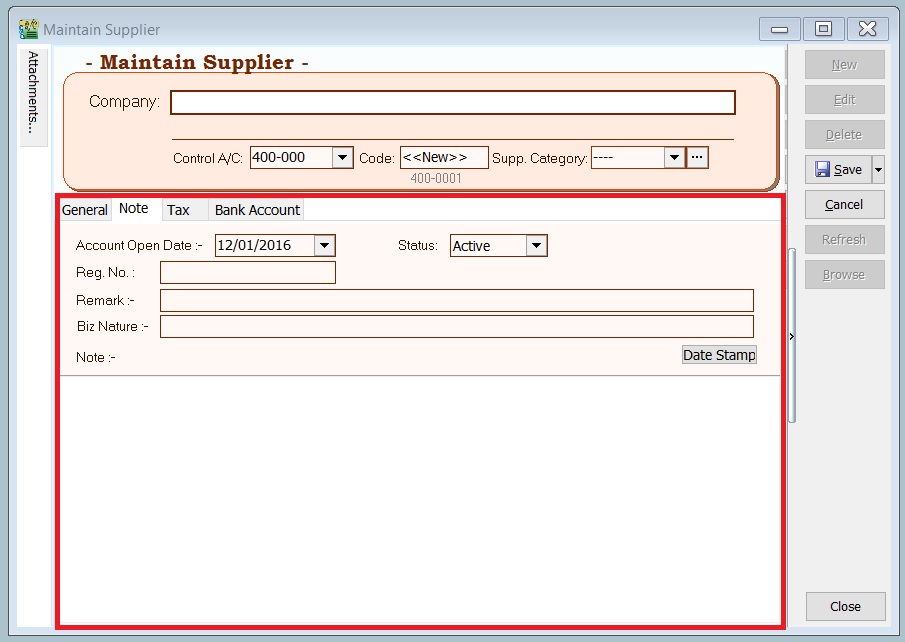 Maintain Supplier
Attachments...
- Maintain Supplier -
Company:
Control A/C: 400-000 Code: <<New>> Supp. Category: ---- ...
400-0001
General Note Tax Bank Account
Account Open Date :- 12/01/2016 Status: Active
Reg. No. :
Remark :-
Biz Nature :-
Note :- Date Stamp
New
Edit
Delete
Save
Cancel
Refresh
Browse
Close